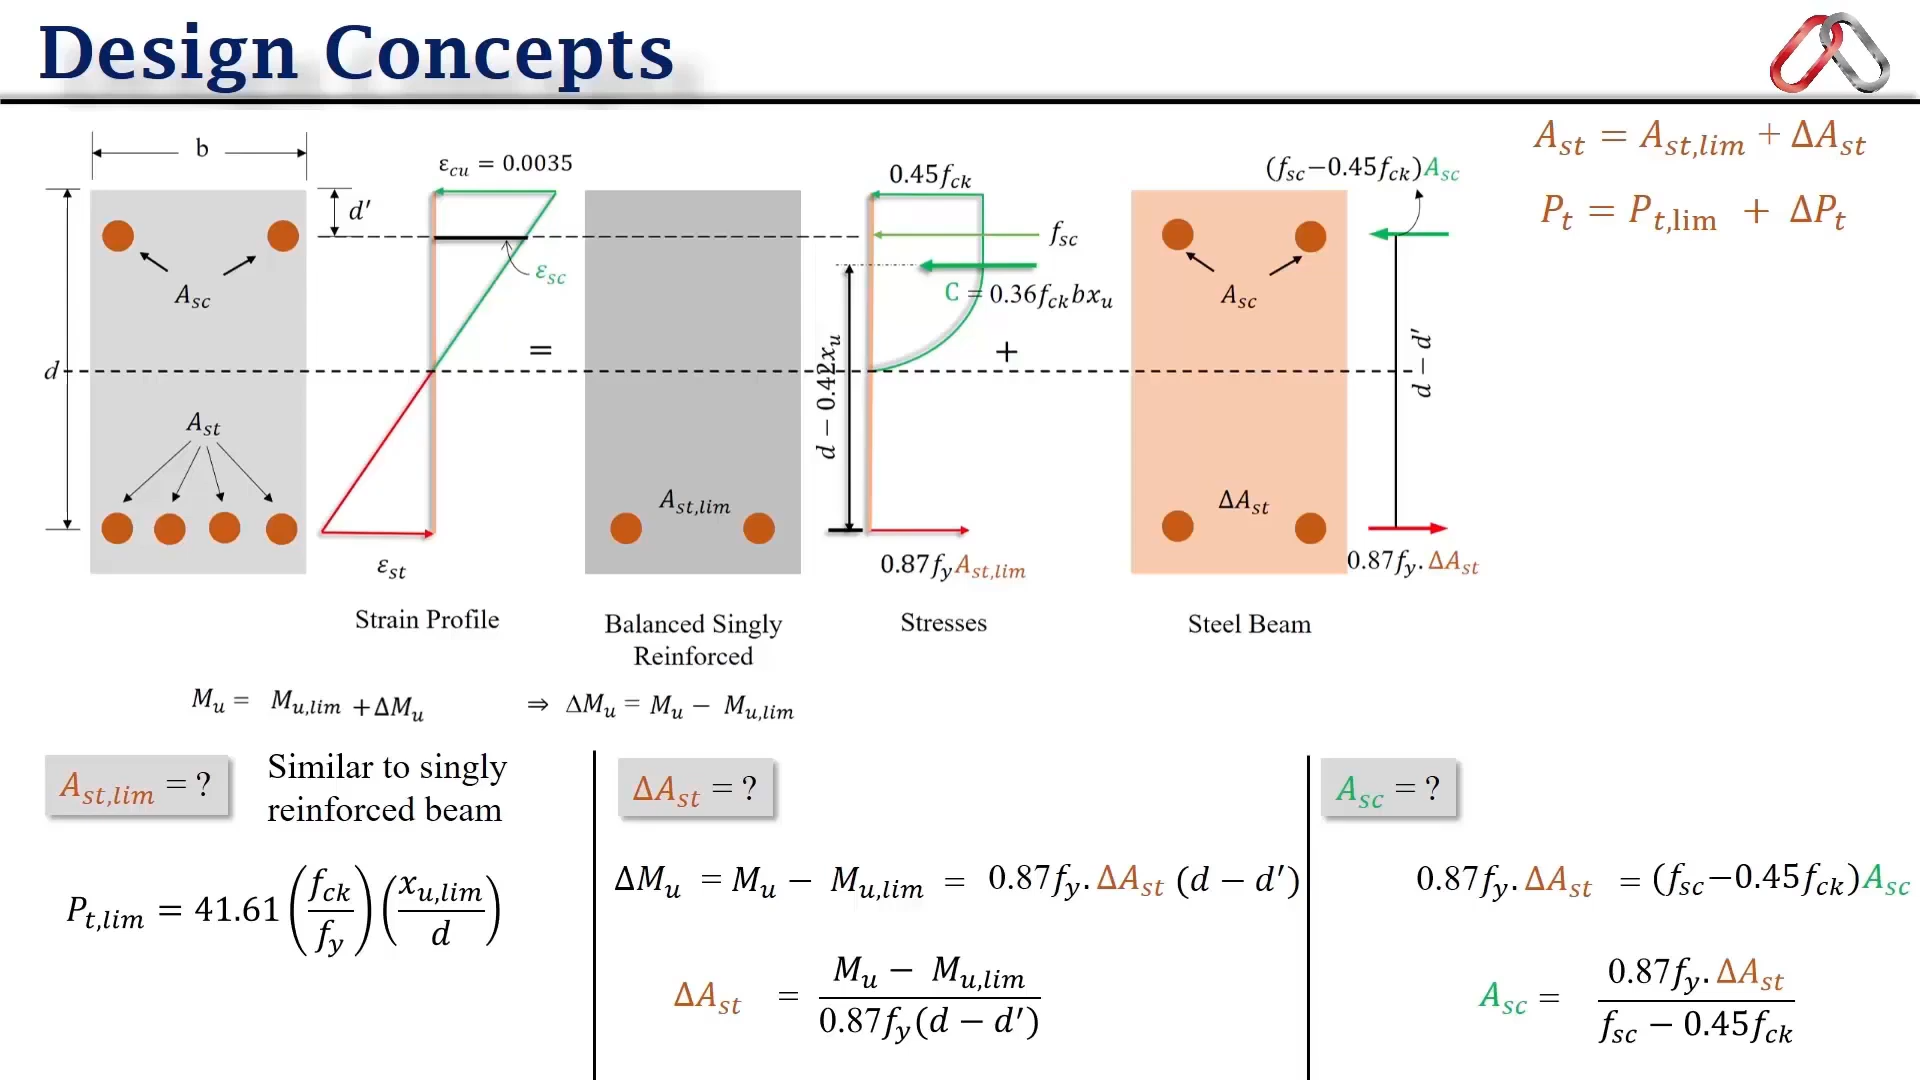 Design Concepts
A_st = A_st,lim + ΔA_st
P_t = P_t,lim + ΔP_t
b
ε_cu = 0.0035
0.45f_ck
(f_sc−0.45f_ck)A_sc
d′
f_sc
ε_sc
A_sc
C = 0.36f_ck bx_u
A_sc
=
+
d
d − 0.42x_u
d − d′
A_st
A_st,lim
ΔA_st
ε_st
0.87f_y A_st,lim
0.87f_y. ΔA_st
Strain Profile
Balanced Singly
Reinforced
Stresses
Steel Beam
M_u = M_u,lim + ΔM_u ⇒ ΔM_u = M_u − M_u,lim
A_st,lim = ?
Similar to singly
reinforced beam
P_t,lim = 41.61 (f_ck/f_y) (x_u,lim/d)
ΔA_st = ?
ΔM_u = M_u − M_u,lim = 0.87f_y. ΔA_st (d − d′)
ΔA_st = (M_u − M_u,lim)/(0.87f_y(d − d′))
A_sc = ?
0.87f_y. ΔA_st = (f_sc−0.45f_ck)A_sc
A_sc = (0.87f_y. ΔA_st)/(f_sc − 0.45f_ck)